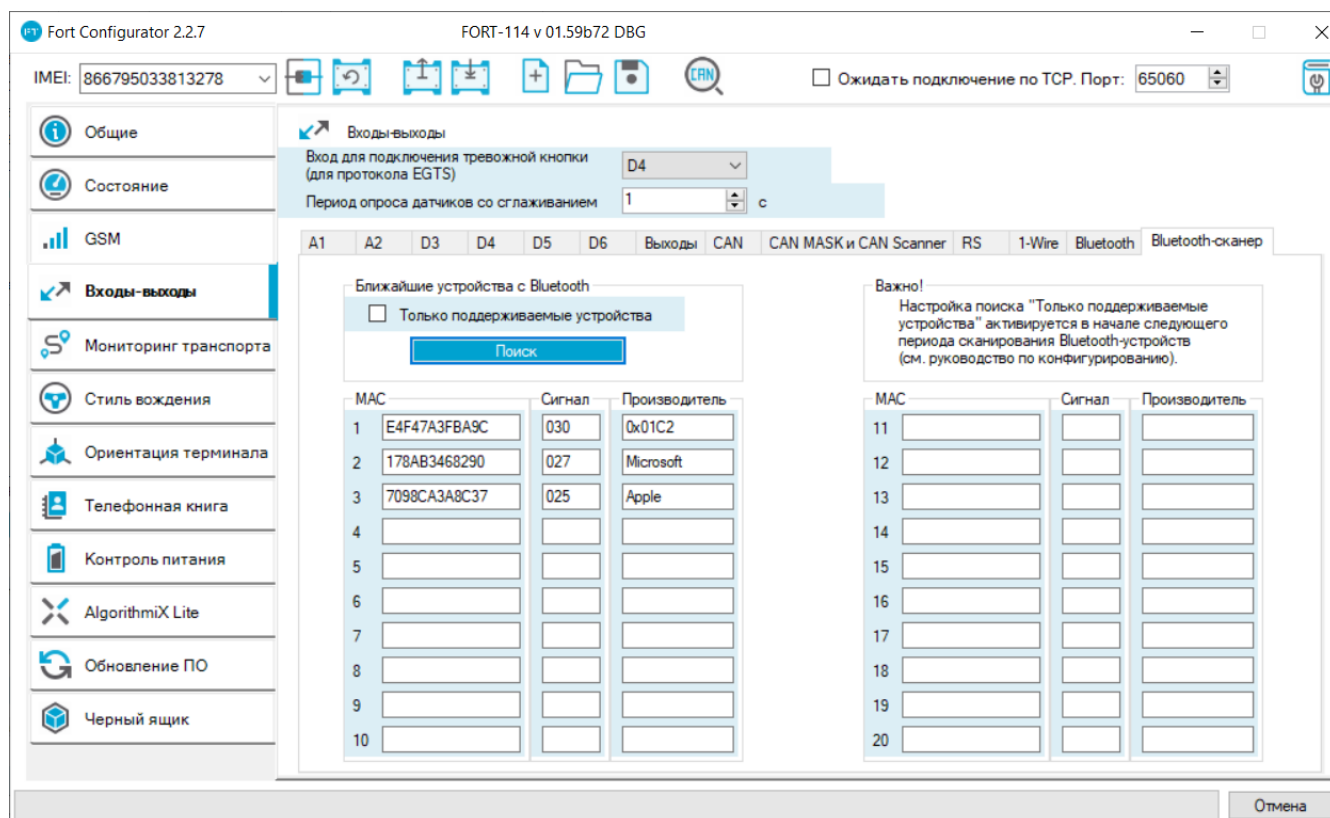 FT Fort Configurator 2.2.7 FORT-114 v 01.59b72 DBG
IMEI: 866795033813278 CAN Ожидать подключение по TCP. Порт: 65060
Общие
Состояние
GSM
Входы-выходы
Мониторинг транспорта
Стиль вождения
Ориентация терминала
Телефонная книга
Контроль питания
AlgorithmiX Lite
Обновление ПО
Черный ящик
Входы-выходы
Вход для подключения тревожной кнопки
(для протокола EGTS)
D4
Период опроса датчиков со сглаживанием 1 с
A1 A2 D3 D4 D5 D6 Выходы CAN CAN MASK и CAN Scanner RS 1-Wire Bluetooth Bluetooth-сканер
Ближайшие устройства с Bluetooth
Только поддерживаемые устройства
Поиск
Важно!
Настройка поиска "Только поддерживаемые
устройства" активируется в начале следующего
периода сканирования Bluetooth-устройств
(см. руководство по конфигурированию).
MAC Сигнал Производитель
1 E4F47A3FBA9C 030 0x01C2
2 178AB3468290 027 Microsoft
3 7098CA3A8C37 025 Apple
4
5
6
7
8
9
10
MAC Сигнал Производитель
11
12
13
14
15
16
17
18
19
20
Отмена